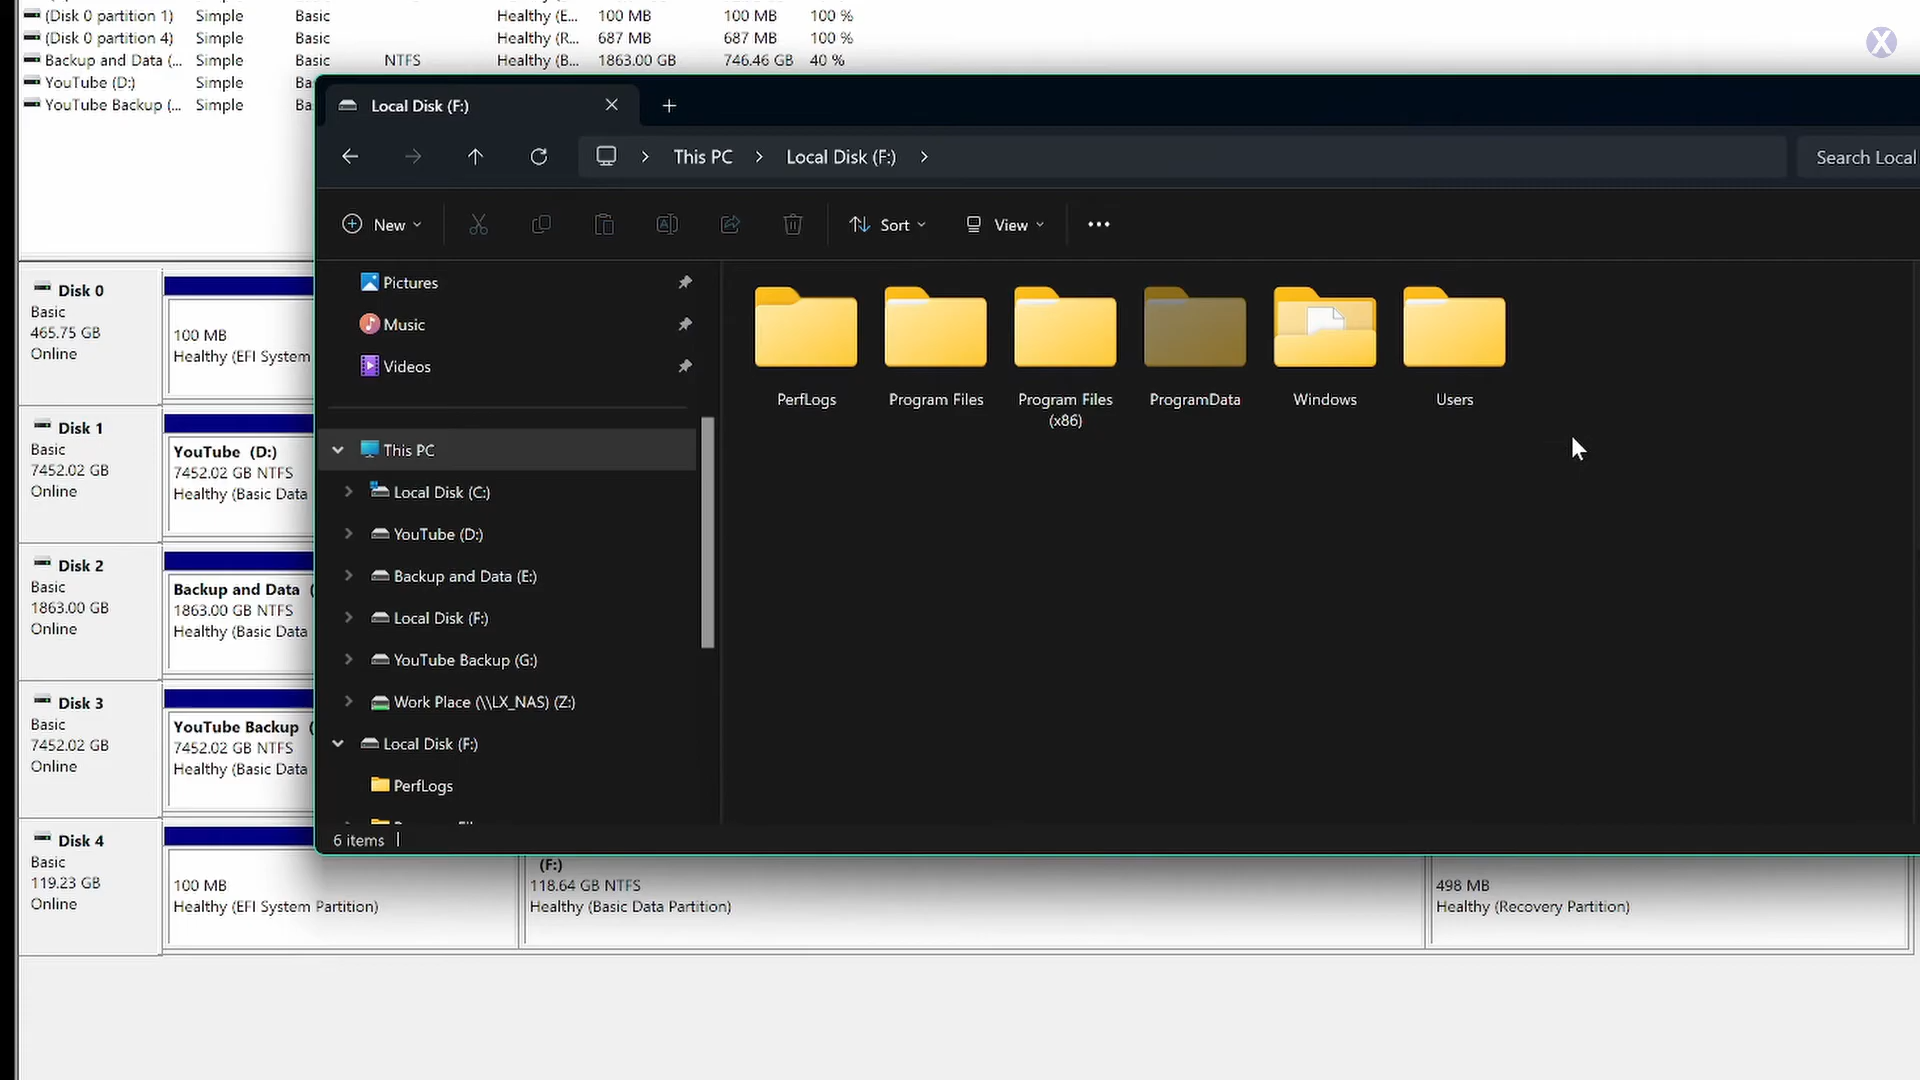 (Disk 0 partition 1) Simple Basic Healthy (E... 100 MB 100 MB 100 %
(Disk 0 partition 4) Simple Basic Healthy (R... 687 MB 687 MB 100 %
Backup and Data (... Simple Basic NTFS Healthy (B... 1863.00 GB 746.46 GB 40 %
YouTube (D:) Simple Ba
YouTube Backup (... Simple Ba
X
Local Disk (F:)
This PC > Local Disk (F:) >
Search Local
New
Sort
View
Pictures
Music
Videos
This PC
Local Disk (C:)
YouTube (D:)
Backup and Data (E:)
Local Disk (F:)
YouTube Backup (G:)
Work Place (\\LX_NAS) (Z:)
Local Disk (F:)
PerfLogs
6 items
PerfLogs
Program Files
Program Files
(x86)
ProgramData
Windows
Users
Disk 0
Basic
465.75 GB
Online
100 MB
Healthy (EFI System
Disk 1
Basic
7452.02 GB
Online
YouTube (D:)
7452.02 GB NTFS
Healthy (Basic Data
Disk 2
Basic
1863.00 GB
Online
Backup and Data (
1863.00 GB NTFS
Healthy (Basic Data
Disk 3
Basic
7452.02 GB
Online
YouTube Backup (
7452.02 GB NTFS
Healthy (Basic Data
Disk 4
Basic
119.23 GB
Online
100 MB
Healthy (EFI System Partition)
(F:)
118.64 GB NTFS
Healthy (Basic Data Partition)
498 MB
Healthy (Recovery Partition)